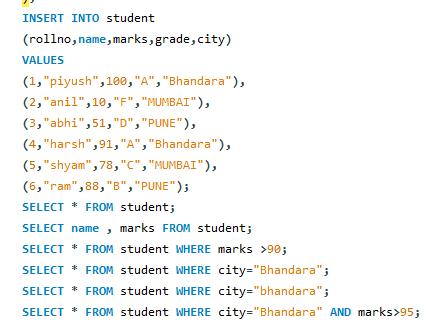 );
INSERT INTO student
(rollno,name,marks,grade,city)
VALUES
(1,"piyush",100,"A","Bhandara"),
(2,"anil",10,"F","MUMBAI"),
(3,"abhi",51,"D","PUNE"),
(4,"harsh",91,"A","Bhandara"),
(5,"shyam",78,"C","MUMBAI"),
(6,"ram",88,"B","PUNE");
SELECT * FROM student;
SELECT name , marks FROM student;
SELECT * FROM student WHERE marks >90;
SELECT * FROM student WHERE city="Bhandara";
SELECT * FROM student WHERE city="bhandara";
SELECT * FROM student WHERE city="Bhandara" AND marks>95;